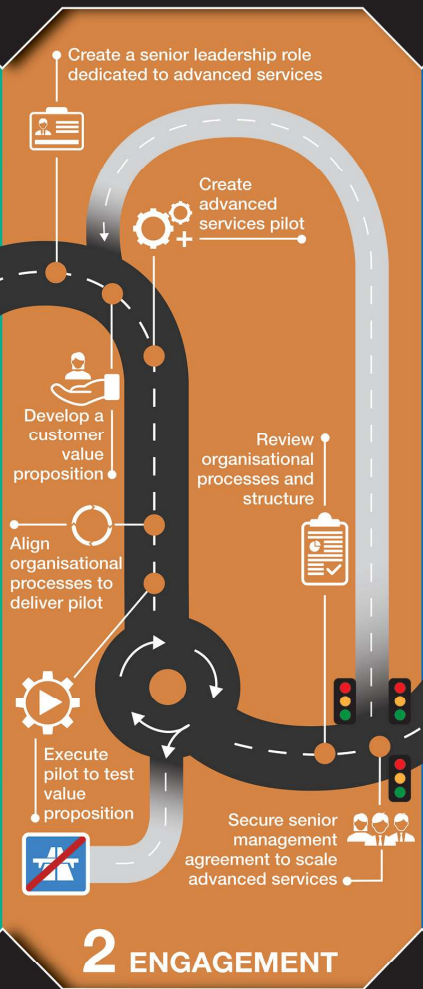 Create a senior leadership role
dedicated to advanced services
Create
advanced
services pilot
Develop a
customer
value
proposition
Review
organisational
processes and
structure
Align
organisational
processes to
deliver pilot
Execute
pilot to test
value
proposition
Secure senior
management
agreement to scale
advanced services
2 ENGAGEMENT